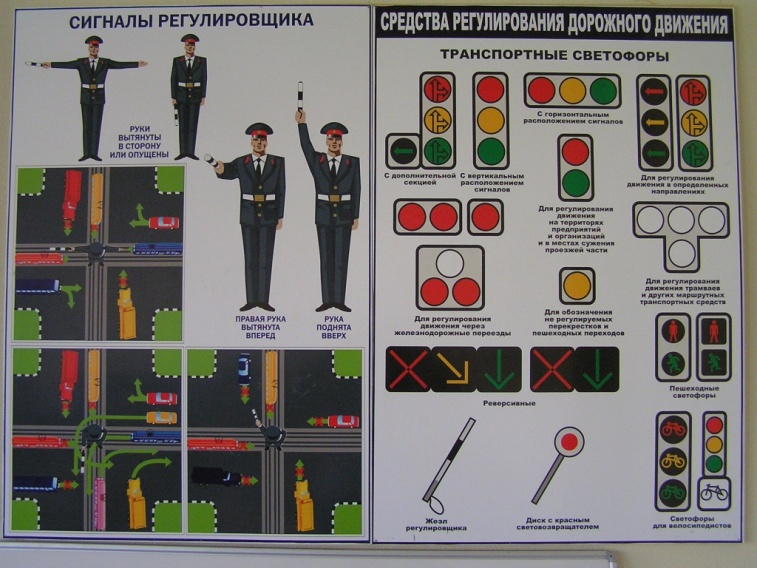 СИГНАЛЫ РЕГУЛИРОВЩИКА
РУКИ
ВЫТЯНУТЫ
В СТОРОНУ
ИЛИ ОПУЩЕНЫ
ПРАВАЯ РУКА
ВЫТЯНУТА
ВПЕРЕД
РУКА
ПОДНЯТА
ВВЕРХ
СРЕДСТВА РЕГУЛИРОВАНИЯ ДОРОЖНОГО ДВИЖЕНИЯ
ТРАНСПОРТНЫЕ СВЕТОФОРЫ
С дополнительной
секцией
С вертикальным
расположением
сигналов
С горизонтальным
расположением сигналов
Для регулирования
движения
на территориях
предприятий
и организаций
и в местах сужения
проезжей части
Для регулирования
движения в определенных
направлениях
Для регулирования
движения через
железнодорожные переезды
Для обозначения
не регулируемых
перекрестков и
пешеходных переходов
Для регулирования
движения трамваев
и других маршрутных
транспортных средств
Реверсивные
Пешеходные
светофоры
Жезл
регулировщика
Диск с красным
световозвращателем
Светофоры
для велосипедистов